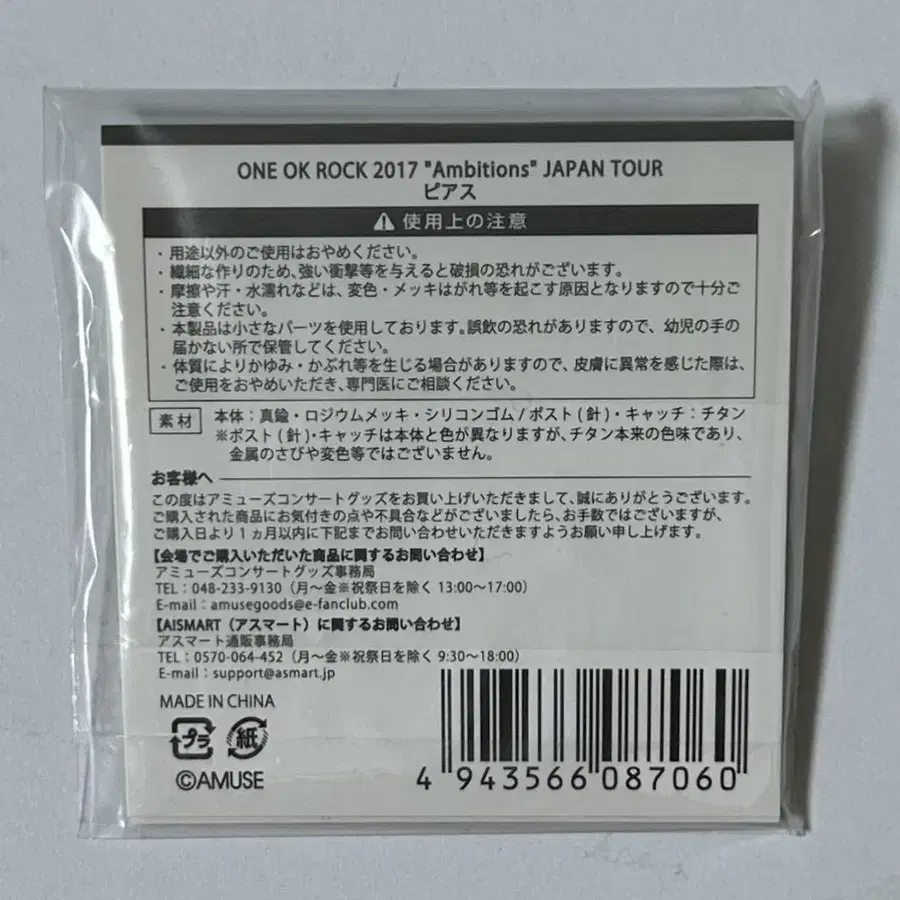 ONE OK ROCK 2017 "Ambitions" JAPAN TOUR
ピアス
使用上の注意
・用途以外のご使用はおやめください。
・繊細な作りのため、強い衝撃等を与えると破損の恐れがございます。
・摩擦や汗・水濡れなどは、変色・メッキはがれ等を起こす原因となりますので十分ご
注意ください。
・本製品は小さなパーツを使用しております。誤飲の恐れがありますので、幼児の手の
届かない所で保管してください。
・体質によりかゆみ・かぶれ等を生じる場合がありますので、皮膚に異常を感じた際は、
ご使用をおやめいただき、専門医にご相談ください。
素材 本体：真鍮・ロジウムメッキ・シリコンゴム / ポスト(針)・キャッチ：チタン
※ポスト(針)・キャッチは本体と色が異なりますが、チタン本来の色味であり、
金属のさびや変色等ではございません。
お客様へ
この度はアミューズコンサートグッズをお買い上げいただきまして、誠にありがとうございます。
ご購入された商品にお気付きの点や不具合などがございましたら、お手数ではございますが、
ご購入日より1ヵ月以内に下記までお問い合わせいただきますようお願い申し上げます。
【会場でご購入いただいた商品に関するお問い合わせ】
アミューズコンサートグッズ事務局
TEL：048-233-9130（月～金※祝祭日を除く 13:00～17:00）
E-mail：amusegoods@e-fanclub.com
【A!SMART（アスマート）に関するお問い合わせ】
アスマート通販事務局
TEL：0570-064-452（月～金※祝祭日を除く 9:30～18:00）
E-mail：support@asmart.jp
MADE IN CHINA
プラ 紙
©AMUSE
4 943566 087060